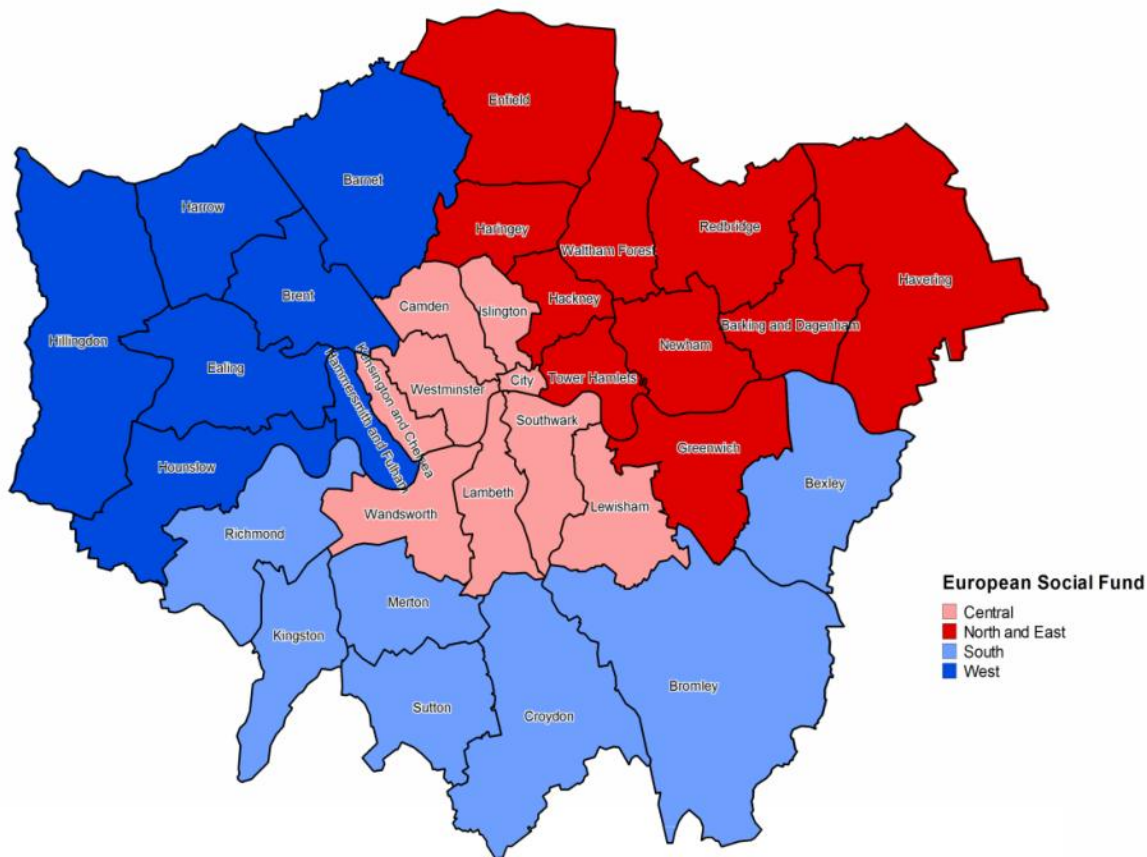 Enfield
Barnet
Harrow
Haringey
Redbridge
Waltham Forest
Havering
Brent
Hackney
Camden
Islington
Barking and Dagenham
Hillingdon
Newham
Ealing
Tower Hamlets
City
Westminster
Kensington and Chelsea
Hammersmith and Fulham
Southwark
Greenwich
Hounslow
Bexley
Lambeth
Lewisham
Wandsworth
Richmond
Merton
Kingston
Bromley
Sutton
Croydon
European Social Fund
Central
North and East
South
West